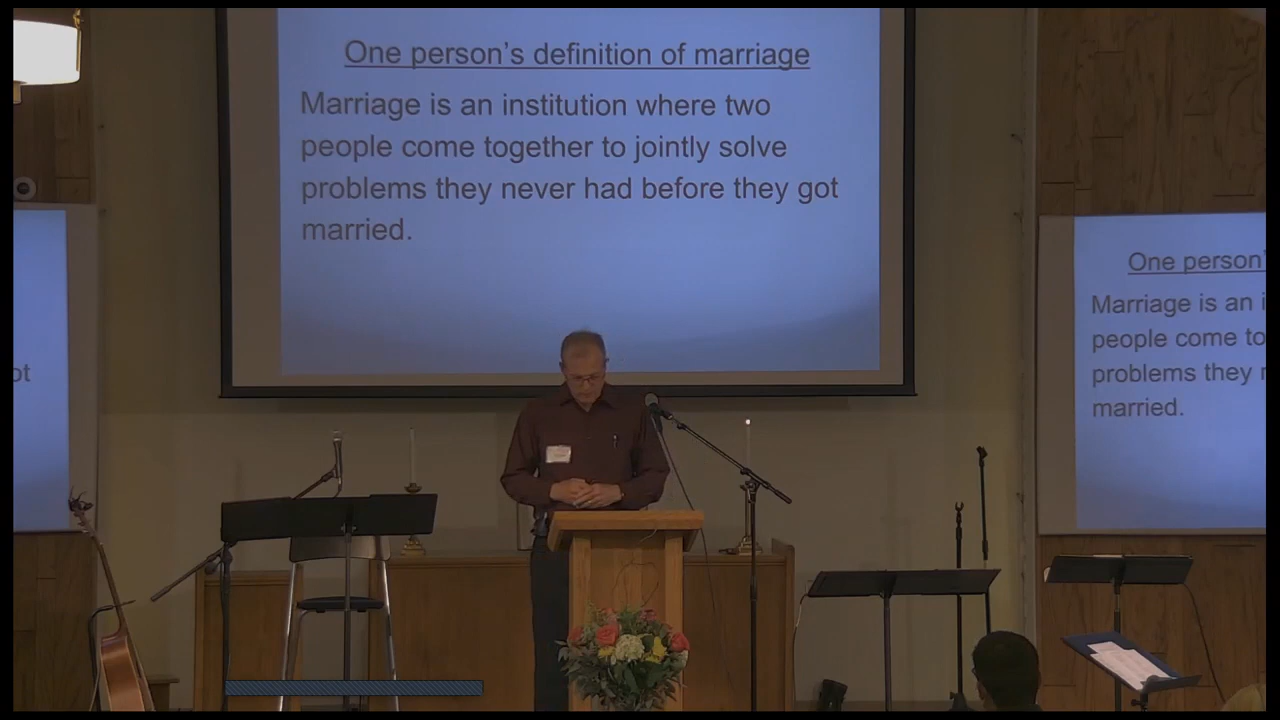 One person's definition of marriage
Marriage is an institution where two
people come together to jointly solve
problems they never had before they got
married.
ot
One person'
Marriage is an i
people come to
problems they
married.